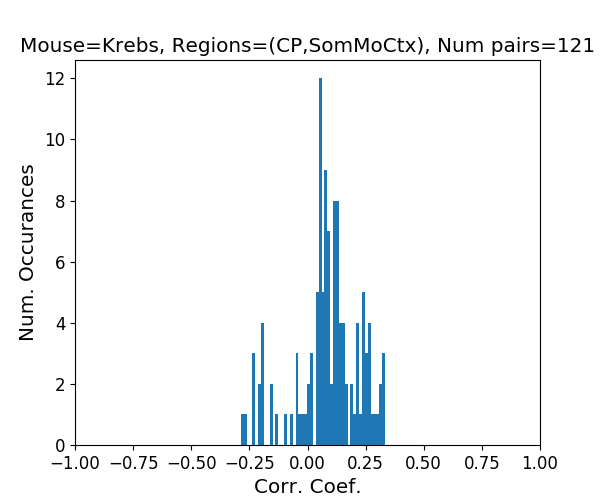 Mouse=Krebs, Regions=(CP,SomMoCtx), Num pairs=121
12
10
8
6
4
2
0
Num. Occurances
−1.00 −0.75 −0.50 −0.25 0.00 0.25 0.50 0.75 1.00
Corr. Coef.